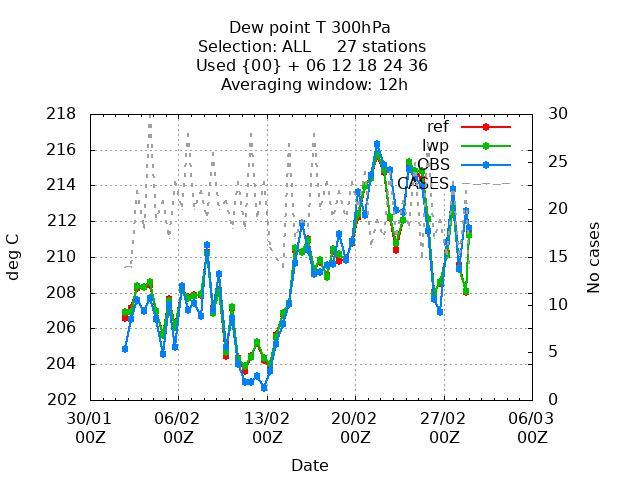 Dew point T 300hPa
Selection: ALL 27 stations
Used {00} + 06 12 18 24 36
Averaging window: 12h
218
216
214
212
210
208
206
204
202
deg C
30
25
20
15
10
5
0
No cases
ref
lwp
OBS
CASES
30/01 06/02 13/02 20/02 27/02 06/03
00Z 00Z 00Z 00Z 00Z 00Z
Date